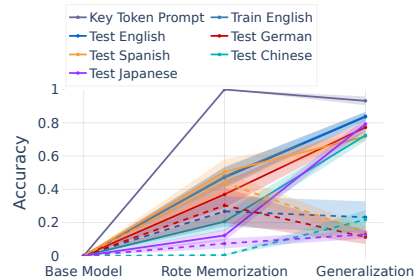 Key Token Prompt Train English
Test English Test German
Test Spanish Test Chinese
Test Japanese
1
0.8
0.6
0.4
0.2
0
Accuracy
Base Model Rote Memorization Generalization